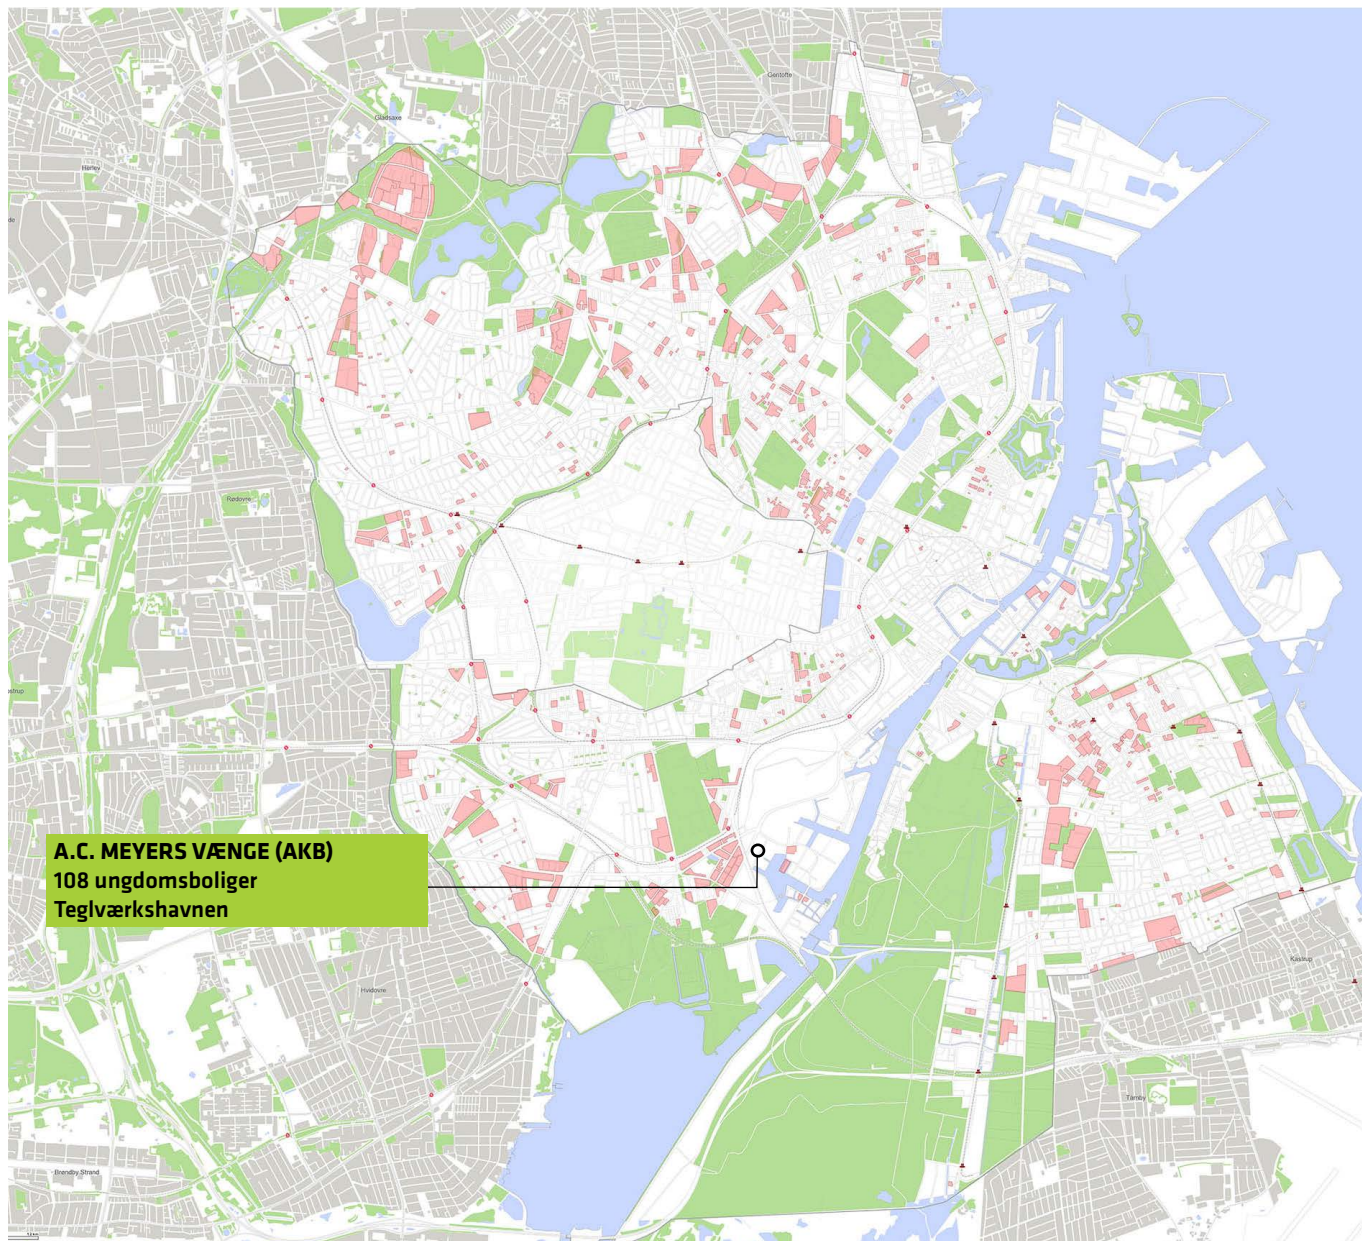 Gentofte
Gladsaxe
Herlev
Rødovre
A.C. MEYERS VÆNGE (AKB)
108 ungdomsboliger
Teglværkshavnen
Kastrup
Hvidovre
Tårnby
Brøndby Strand